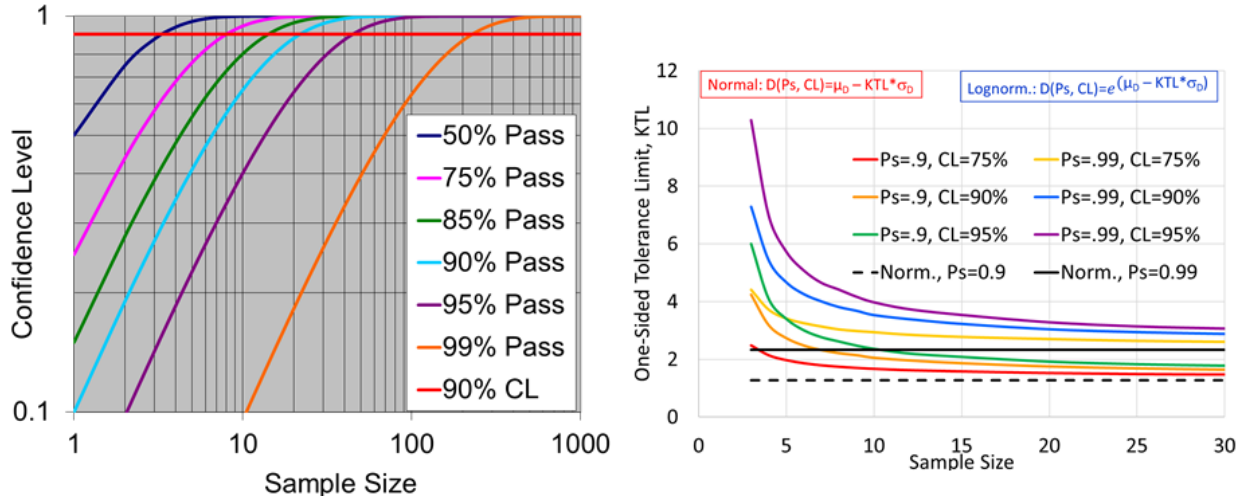 1
0.1
Confidence Level
1
10
100
1000
Sample Size
50% Pass
75% Pass
85% Pass
90% Pass
95% Pass
99% Pass
90% CL
12
10
8
6
4
2
0
One-Sided Tolerance Limit, KTL
Normal: D(Ps, CL)=μD – KTL*σD
Lognorm.: D(Ps, CL)=e(μD – KTL*σD)
Ps=.9, CL=75%
Ps=.99, CL=75%
Ps=.9, CL=90%
Ps=.99, CL=90%
Ps=.9, CL=95%
Ps=.99, CL=95%
Norm., Ps=0.9
Norm., Ps=0.99
0
5
10
15
20
25
30
Sample Size